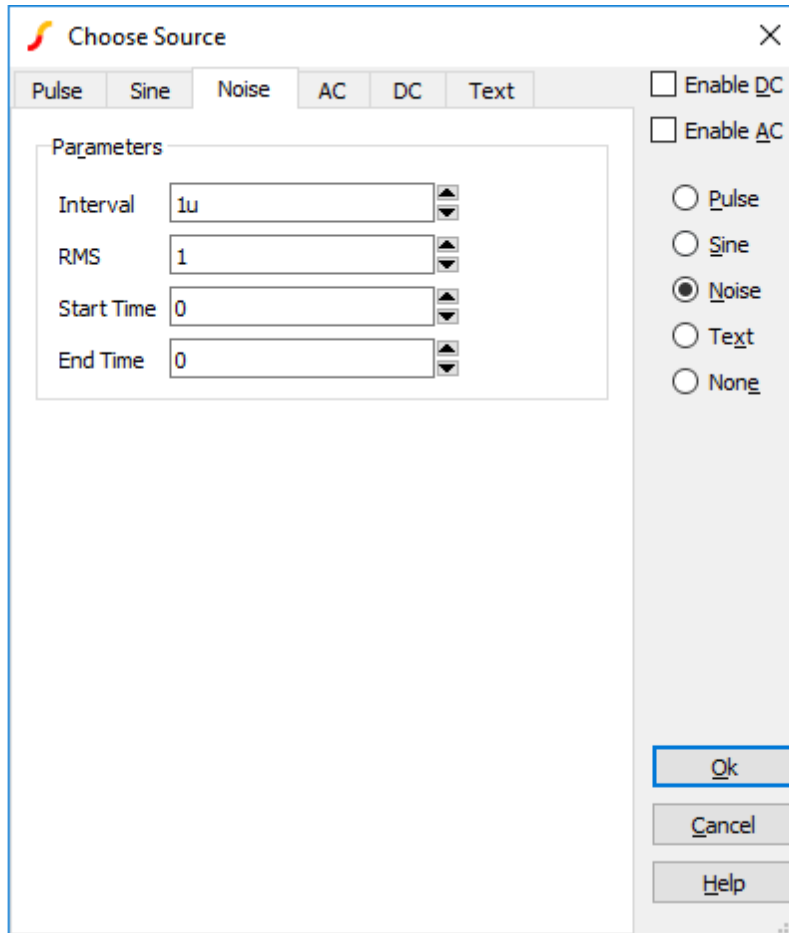 Choose Source
Pulse Sine Noise AC DC Text
Enable DC
Enable AC
Parameters
Interval 1u
RMS 1
Start Time 0
End Time 0
Pulse
Sine
Noise
Text
None
Ok
Cancel
Help